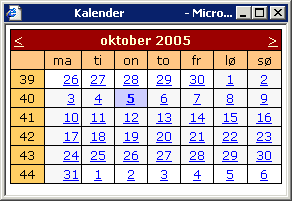 Kalender - Micro...
< oktober 2005 >
ma ti on to fr lø sø
39 26 27 28 29 30 1 2
40 3 4 5 6 7 8 9
41 10 11 12 13 14 15 16
42 17 18 19 20 21 22 23
43 24 25 26 27 28 29 30
44 31 1 2 3 4 5 6